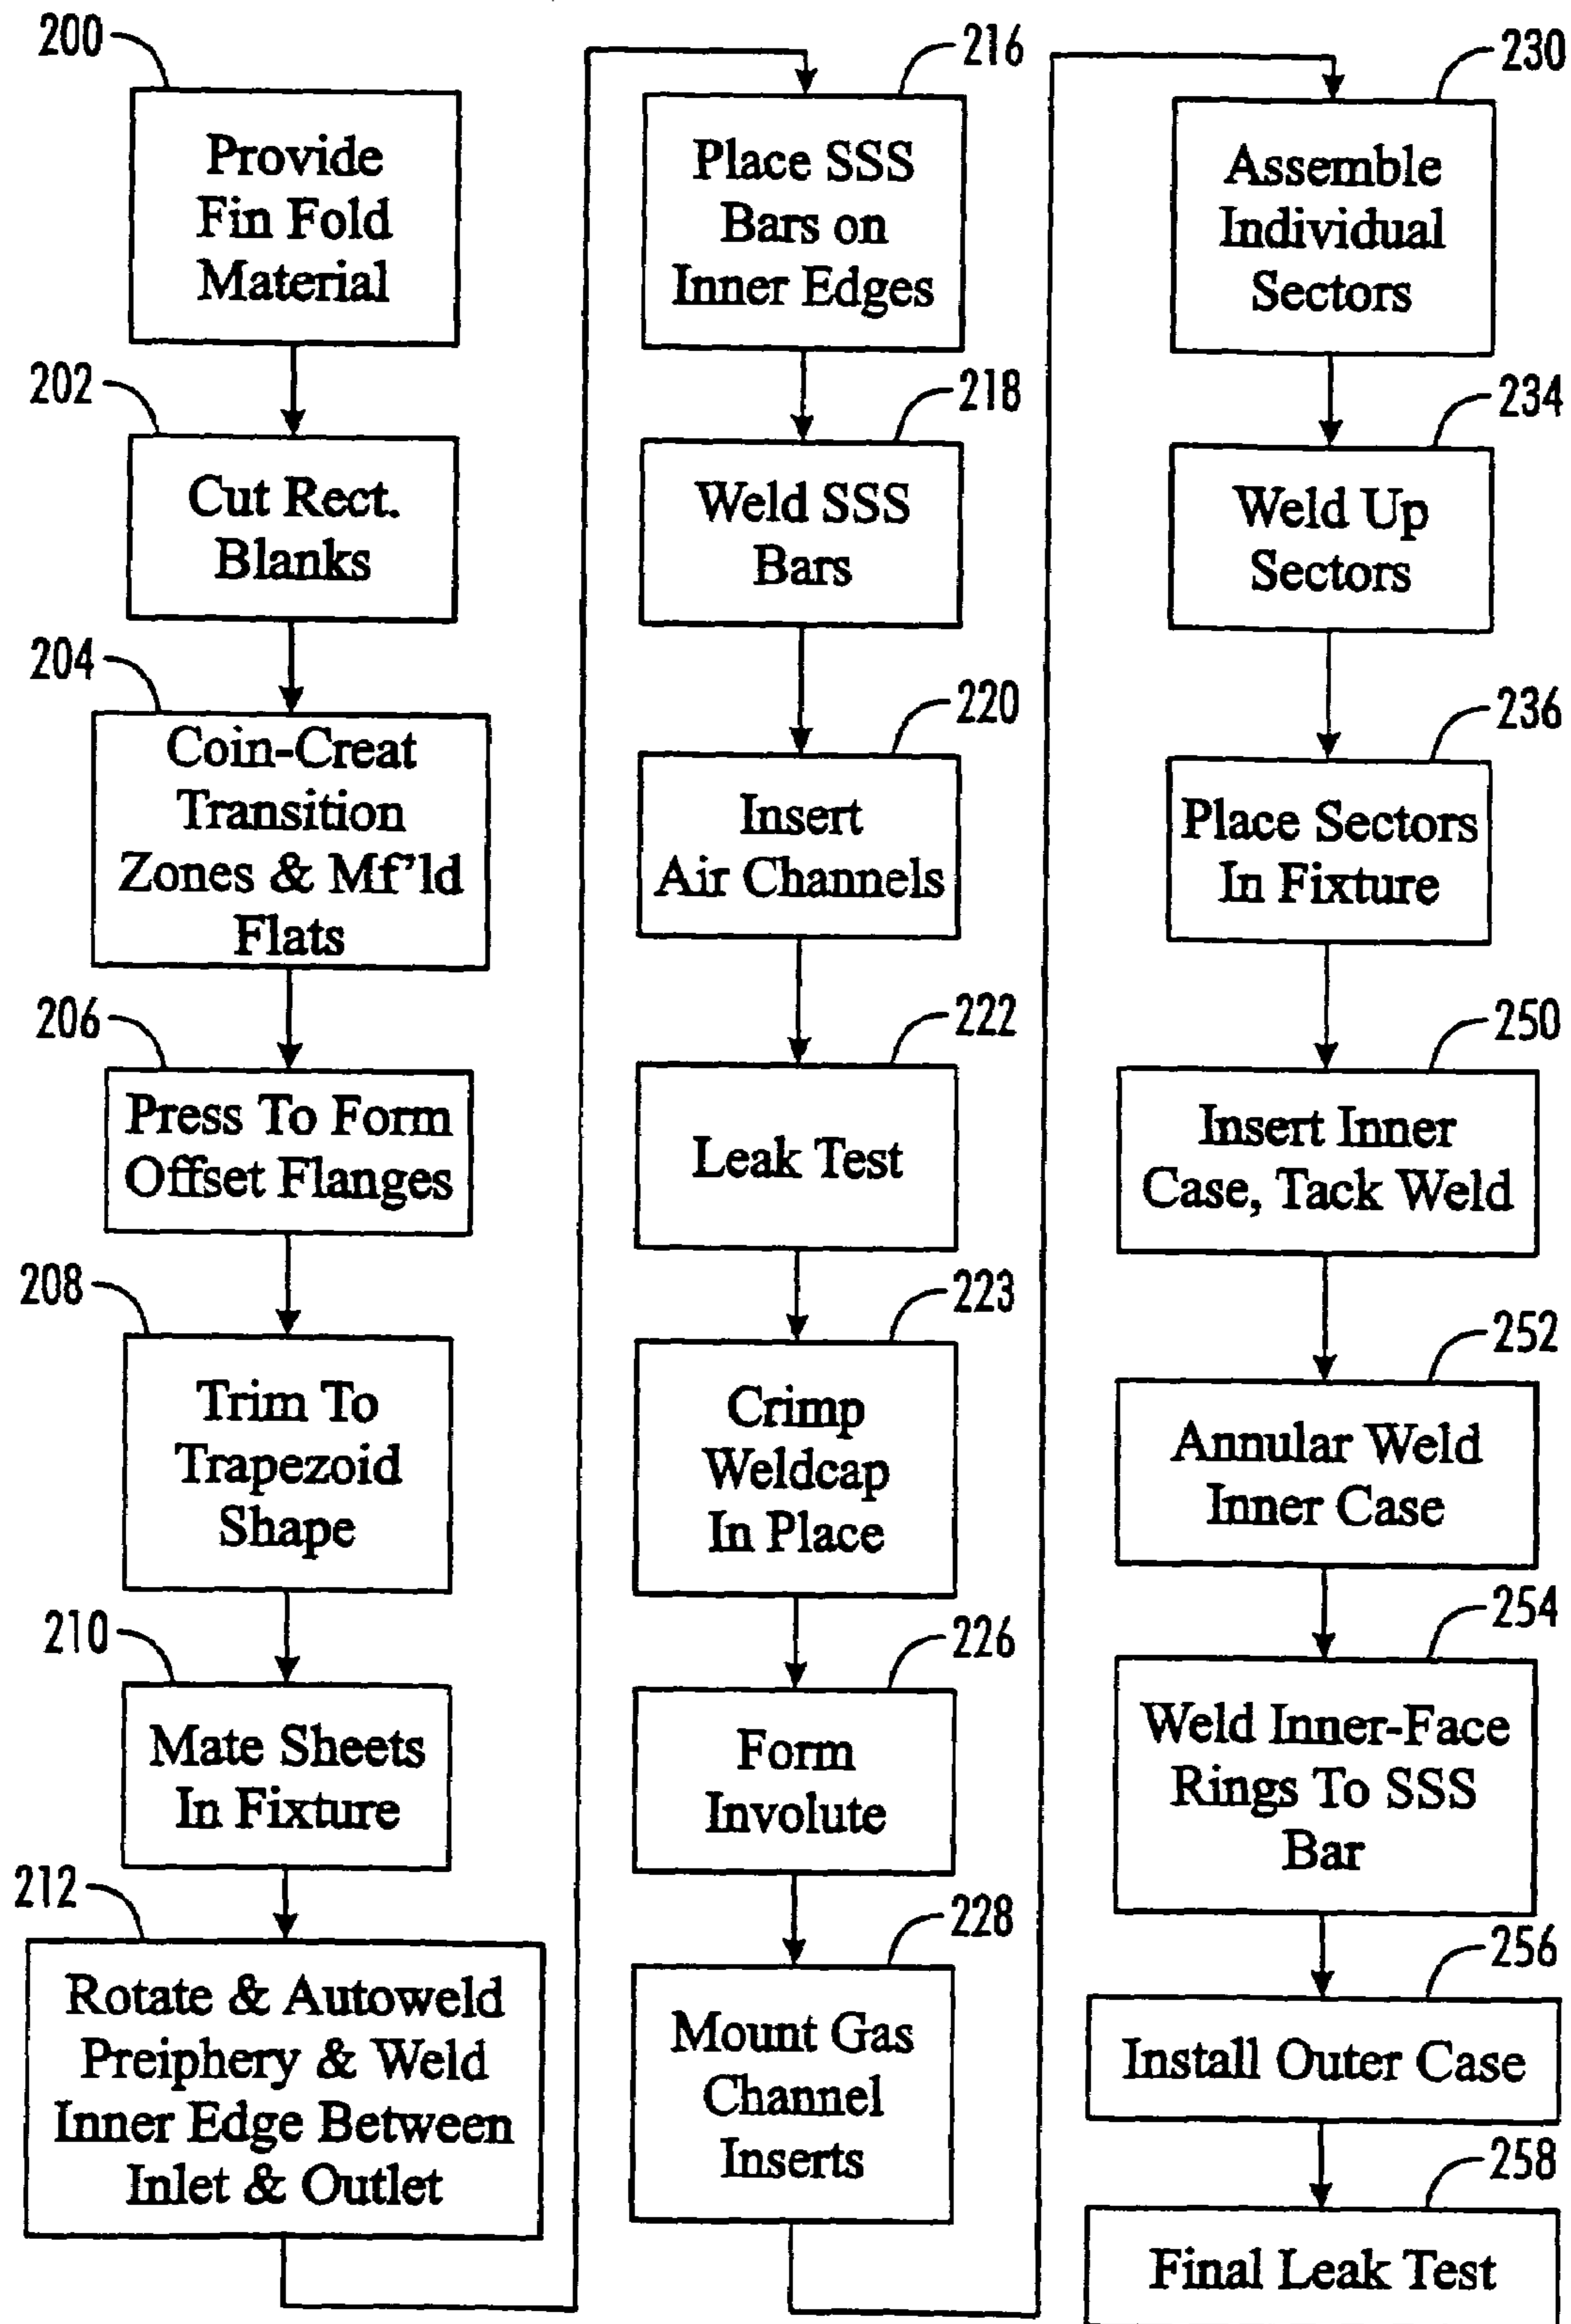 200
Provide
Fin Fold
Material
202
Cut Rect.
Blanks
204
Coin-Creat
Transition
Zones & Mf'ld
Flats
206
Press To Form
Offset Flanges
208
Trim To
Trapezoid
Shape
210
Mate Sheets
In Fixture
212
Rotate & Autoweld
Preiphery & Weld
Inner Edge Between
Inlet & Outlet
216
Place SSS
Bars on
Inner Edges
218
Weld SSS
Bars
220
Insert
Air Channels
222
Leak Test
223
Crimp
Weldcap
In Place
226
Form
Involute
228
Mount Gas
Channel
Inserts
230
Assemble
Individual
Sectors
234
Weld Up
Sectors
236
Place Sectors
In Fixture
250
Insert Inner
Case, Tack Weld
252
Annular Weld
Inner Case
254
Weld Inner-Face
Rings To SSS
Bar
256
Install Outer Case
258
Final Leak Test